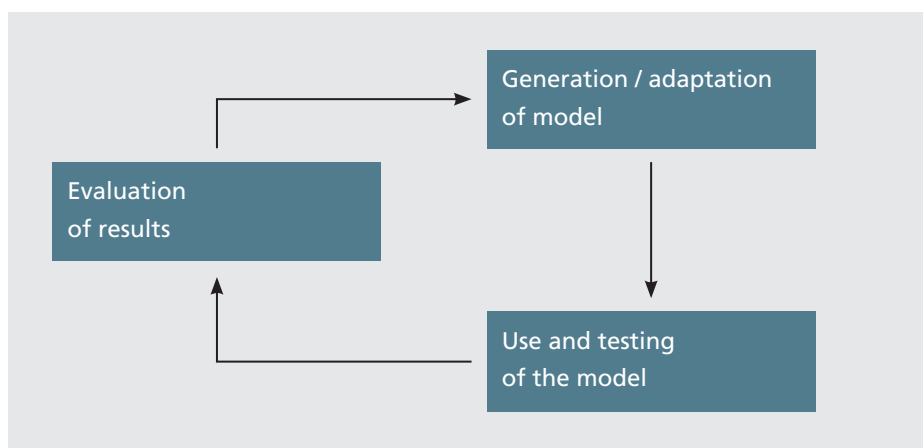 Generation / adaptation
of model
Evaluation
of results
Use and testing
of the model